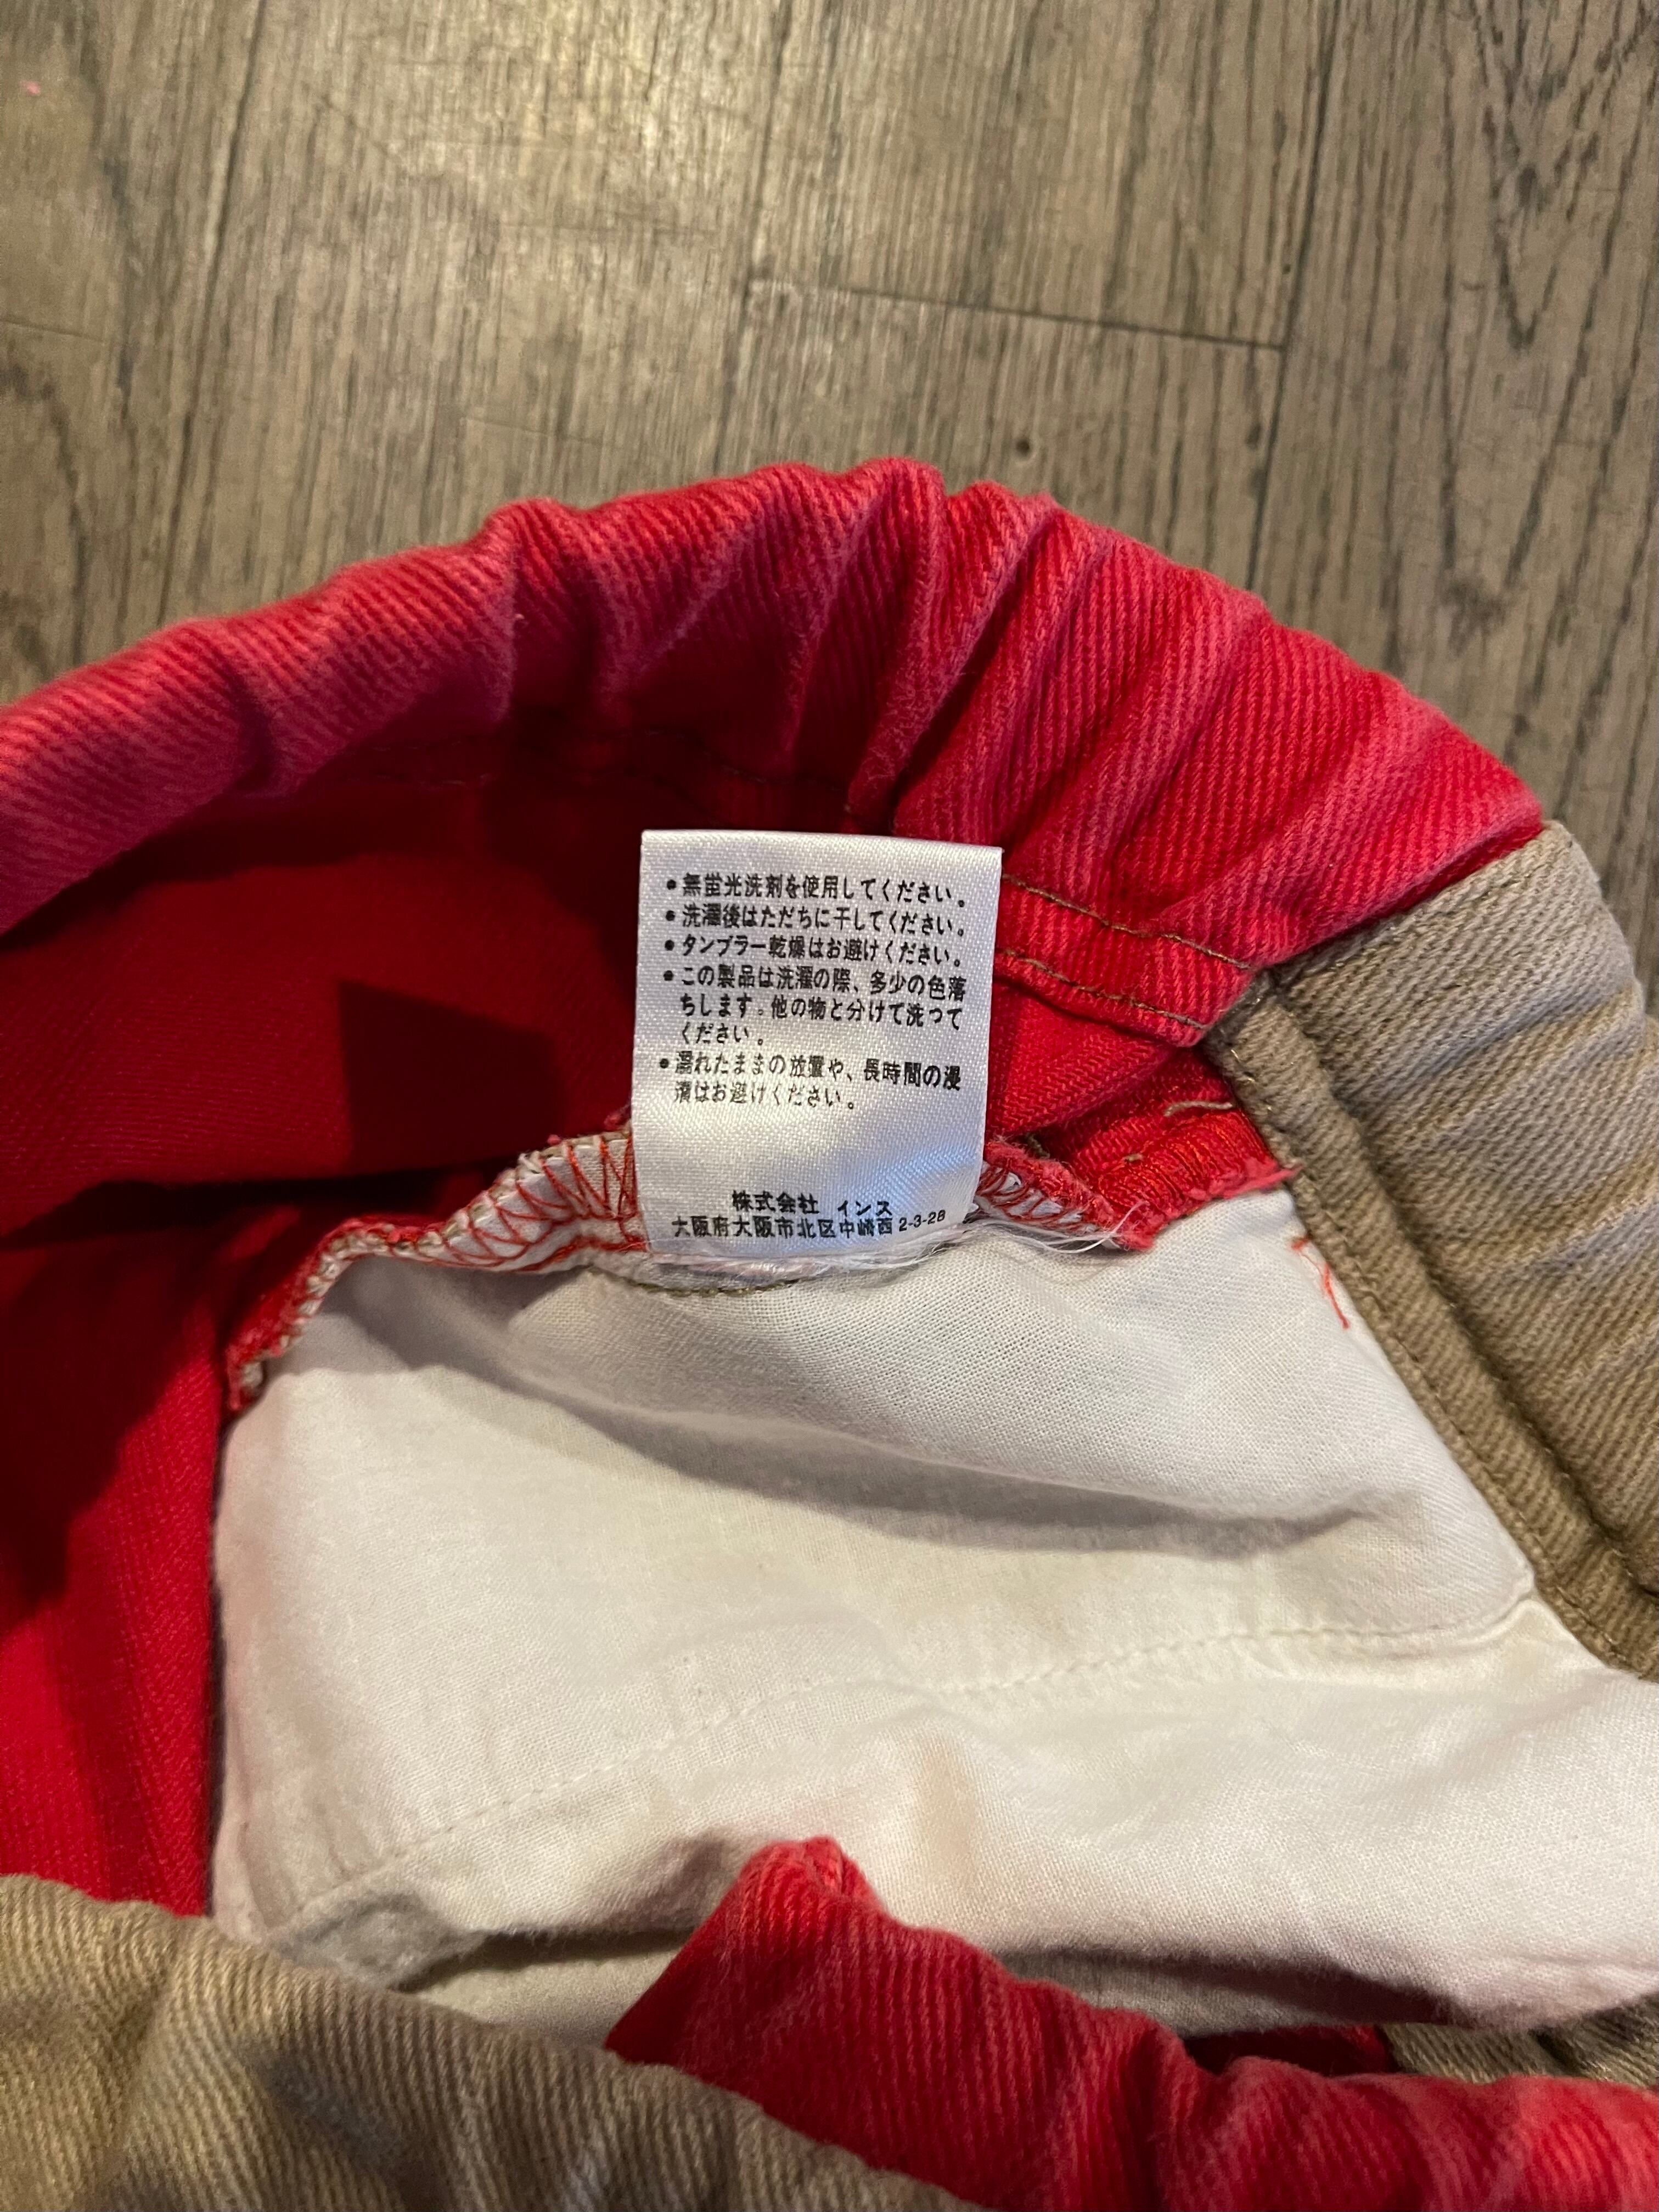 • 無蛍光洗剤を使用してください。
• 洗濯後はただちに干してください。
• タンブラー乾燥はお避けください。
• この製品は洗濯の際、多少の色落
ちします。他の物と分けて洗って
ください。
• 濡れたままの放置や、長時間の浸
漬はお避けください。
株式会社 インス
大阪府大阪市北区中崎西 2-3-28